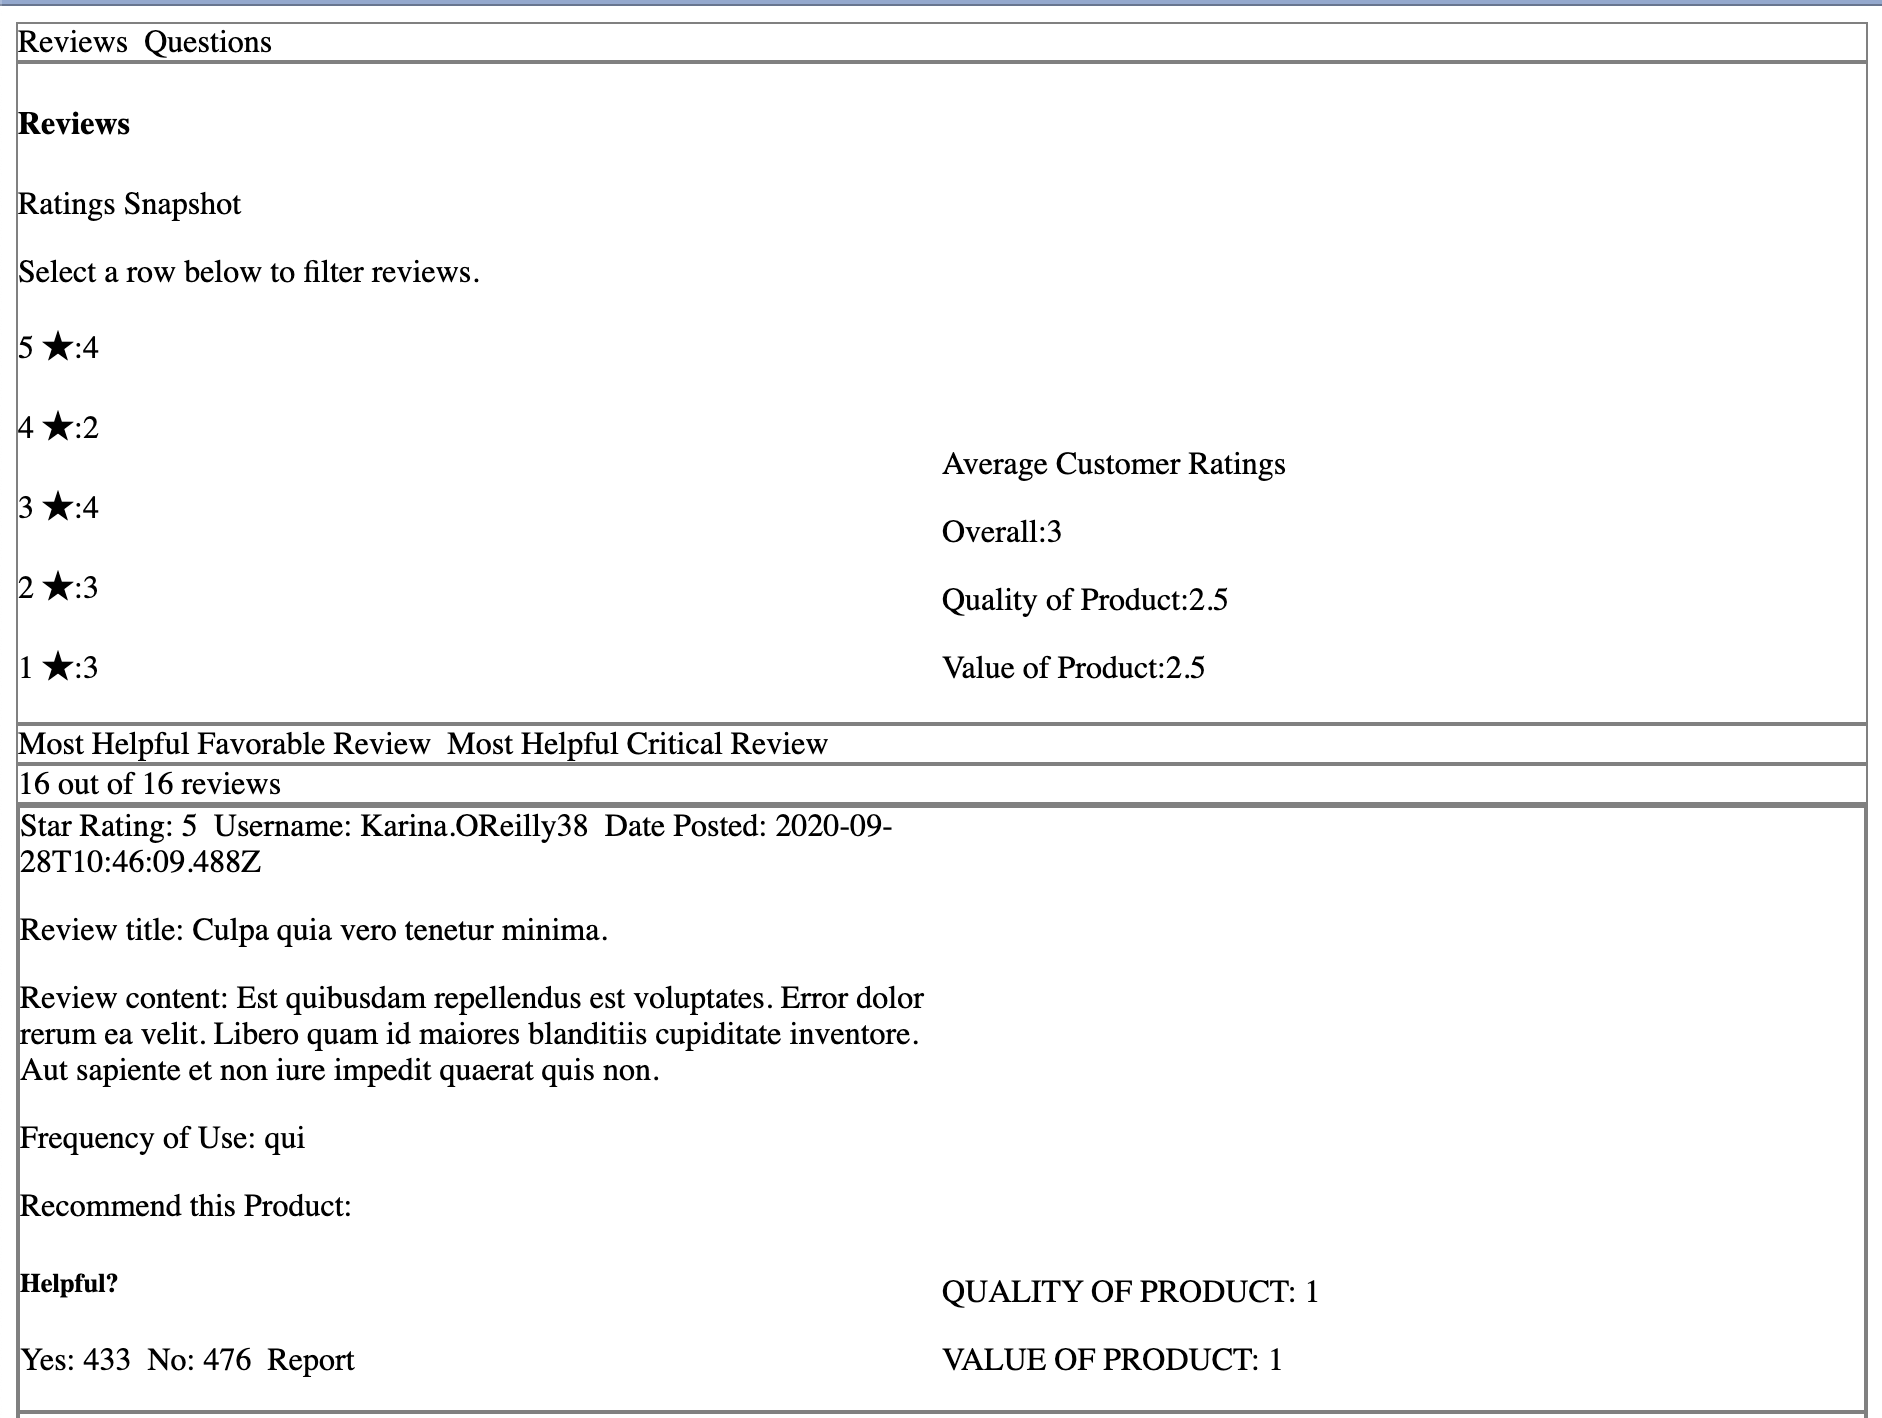 Reviews Questions
Reviews
Ratings Snapshot
Select a row below to filter reviews.
5 ★:4
4 ★:2
3 ★:4
2 ★:3
1 ★:3
Average Customer Ratings
Overall:3
Quality of Product:2.5
Value of Product:2.5
Most Helpful Favorable Review Most Helpful Critical Review
16 out of 16 reviews
Star Rating: 5 Username: Karina.OReilly38 Date Posted: 2020-09-
28T10:46:09.488Z
Review title: Culpa quia vero tenetur minima.
Review content: Est quibusdam repellendus est voluptates. Error dolor
rerum ea velit. Libero quam id maiores blanditiis cupiditate inventore.
Aut sapiente et non iure impedit quaerat quis non.
Frequency of Use: qui
Recommend this Product:
Helpful?
Yes: 433 No: 476 Report
QUALITY OF PRODUCT: 1
VALUE OF PRODUCT: 1